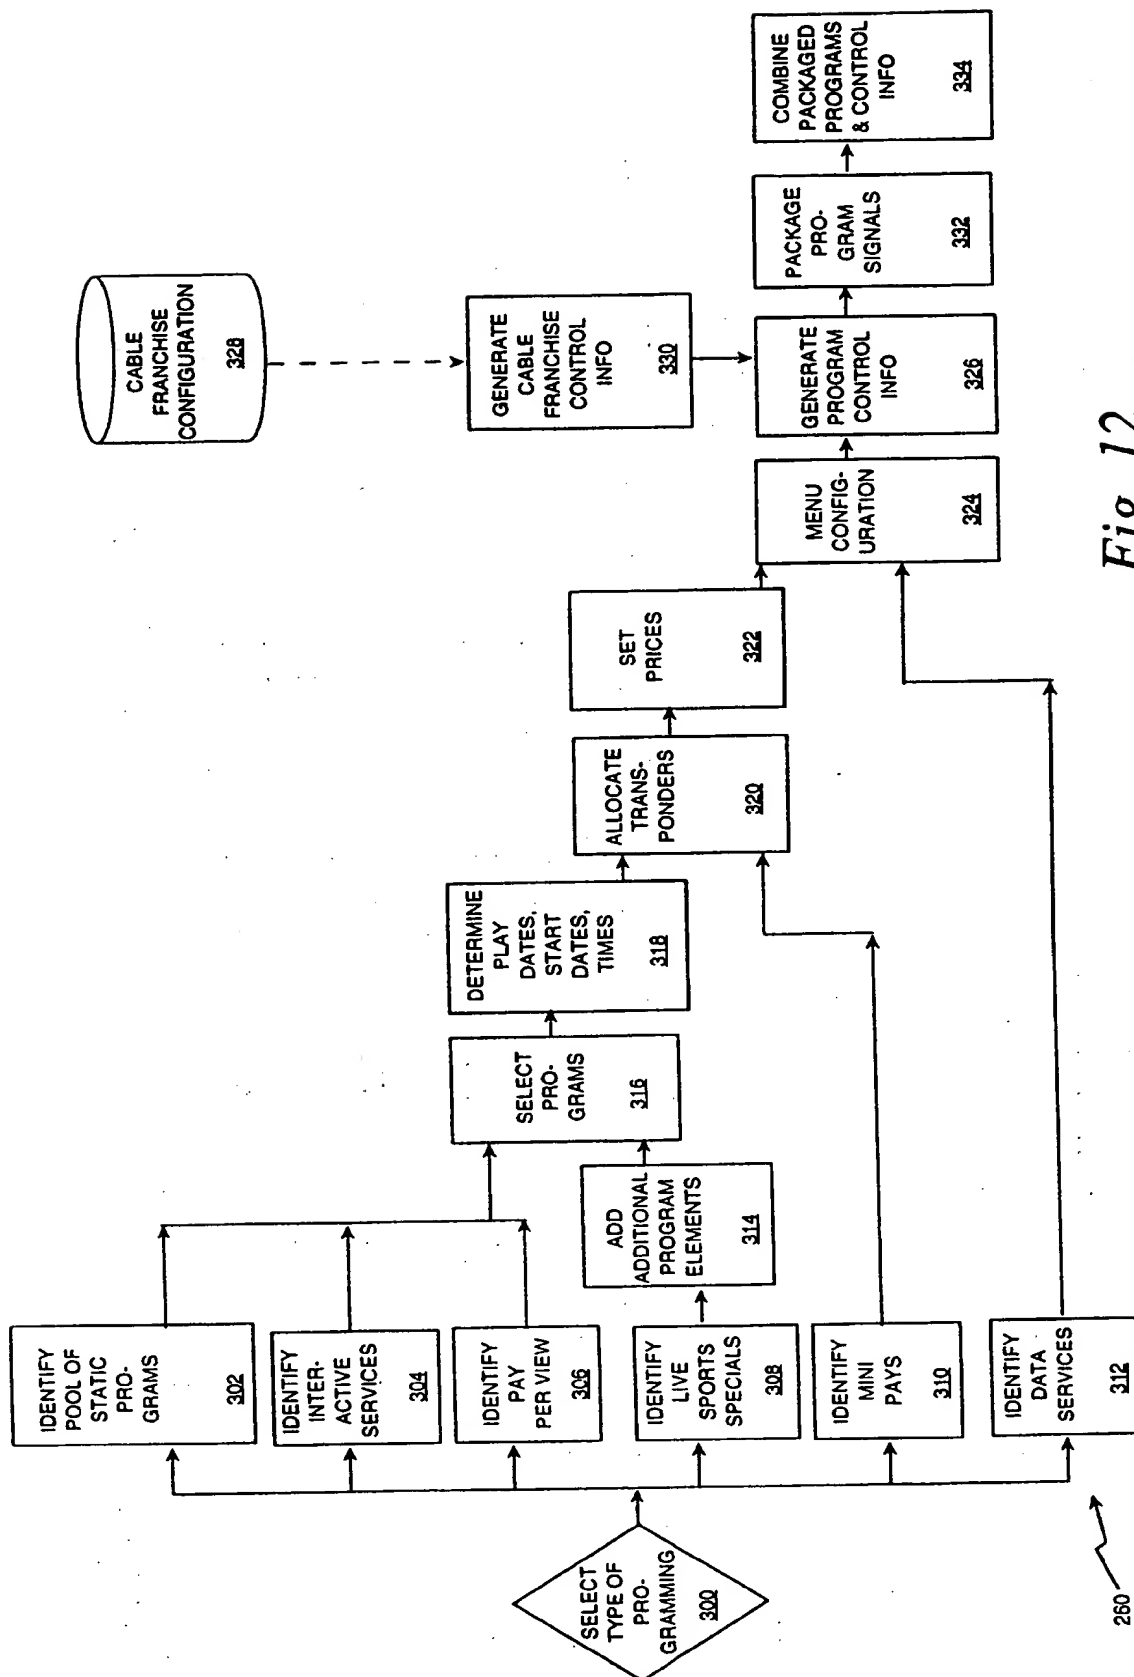 SELECT
TYPE OF
PRO-
GRAMMING
300
IDENTIFY
POOL OF
STATIC
PRO-
GRAMS
302
IDENTIFY
INTER-
ACTIVE
SERVICES
304
IDENTIFY
PAY
PER VIEW
306
IDENTIFY
LIVE
SPORTS
SPECIALS
308
IDENTIFY
MINI
PAYS
310
IDENTIFY
DATA
SERVICES
312
ADD
ADDITIONAL
PROGRAM
ELEMENTS
314
SELECT
PRO-
GRAMS
316
DETERMINE
PLAY
DATES,
START
DATES,
TIMES
318
ALLOCATE
TRANS-
PONDERS
320
SET
PRICES
322
MENU
CONFIG-
URATION
324
CABLE
FRANCHISE
CONFIGURATION
328
GENERATE
CABLE
FRANCHISE
CONTROL
INFO
330
GENERATE
PROGRAM
CONTROL
INFO
326
PACKAGE
PRO-
GRAM
SIGNALS
332
COMBINE
PACKAGED
PROGRAMS
& CONTROL
INFO
334
260
Fig. 12